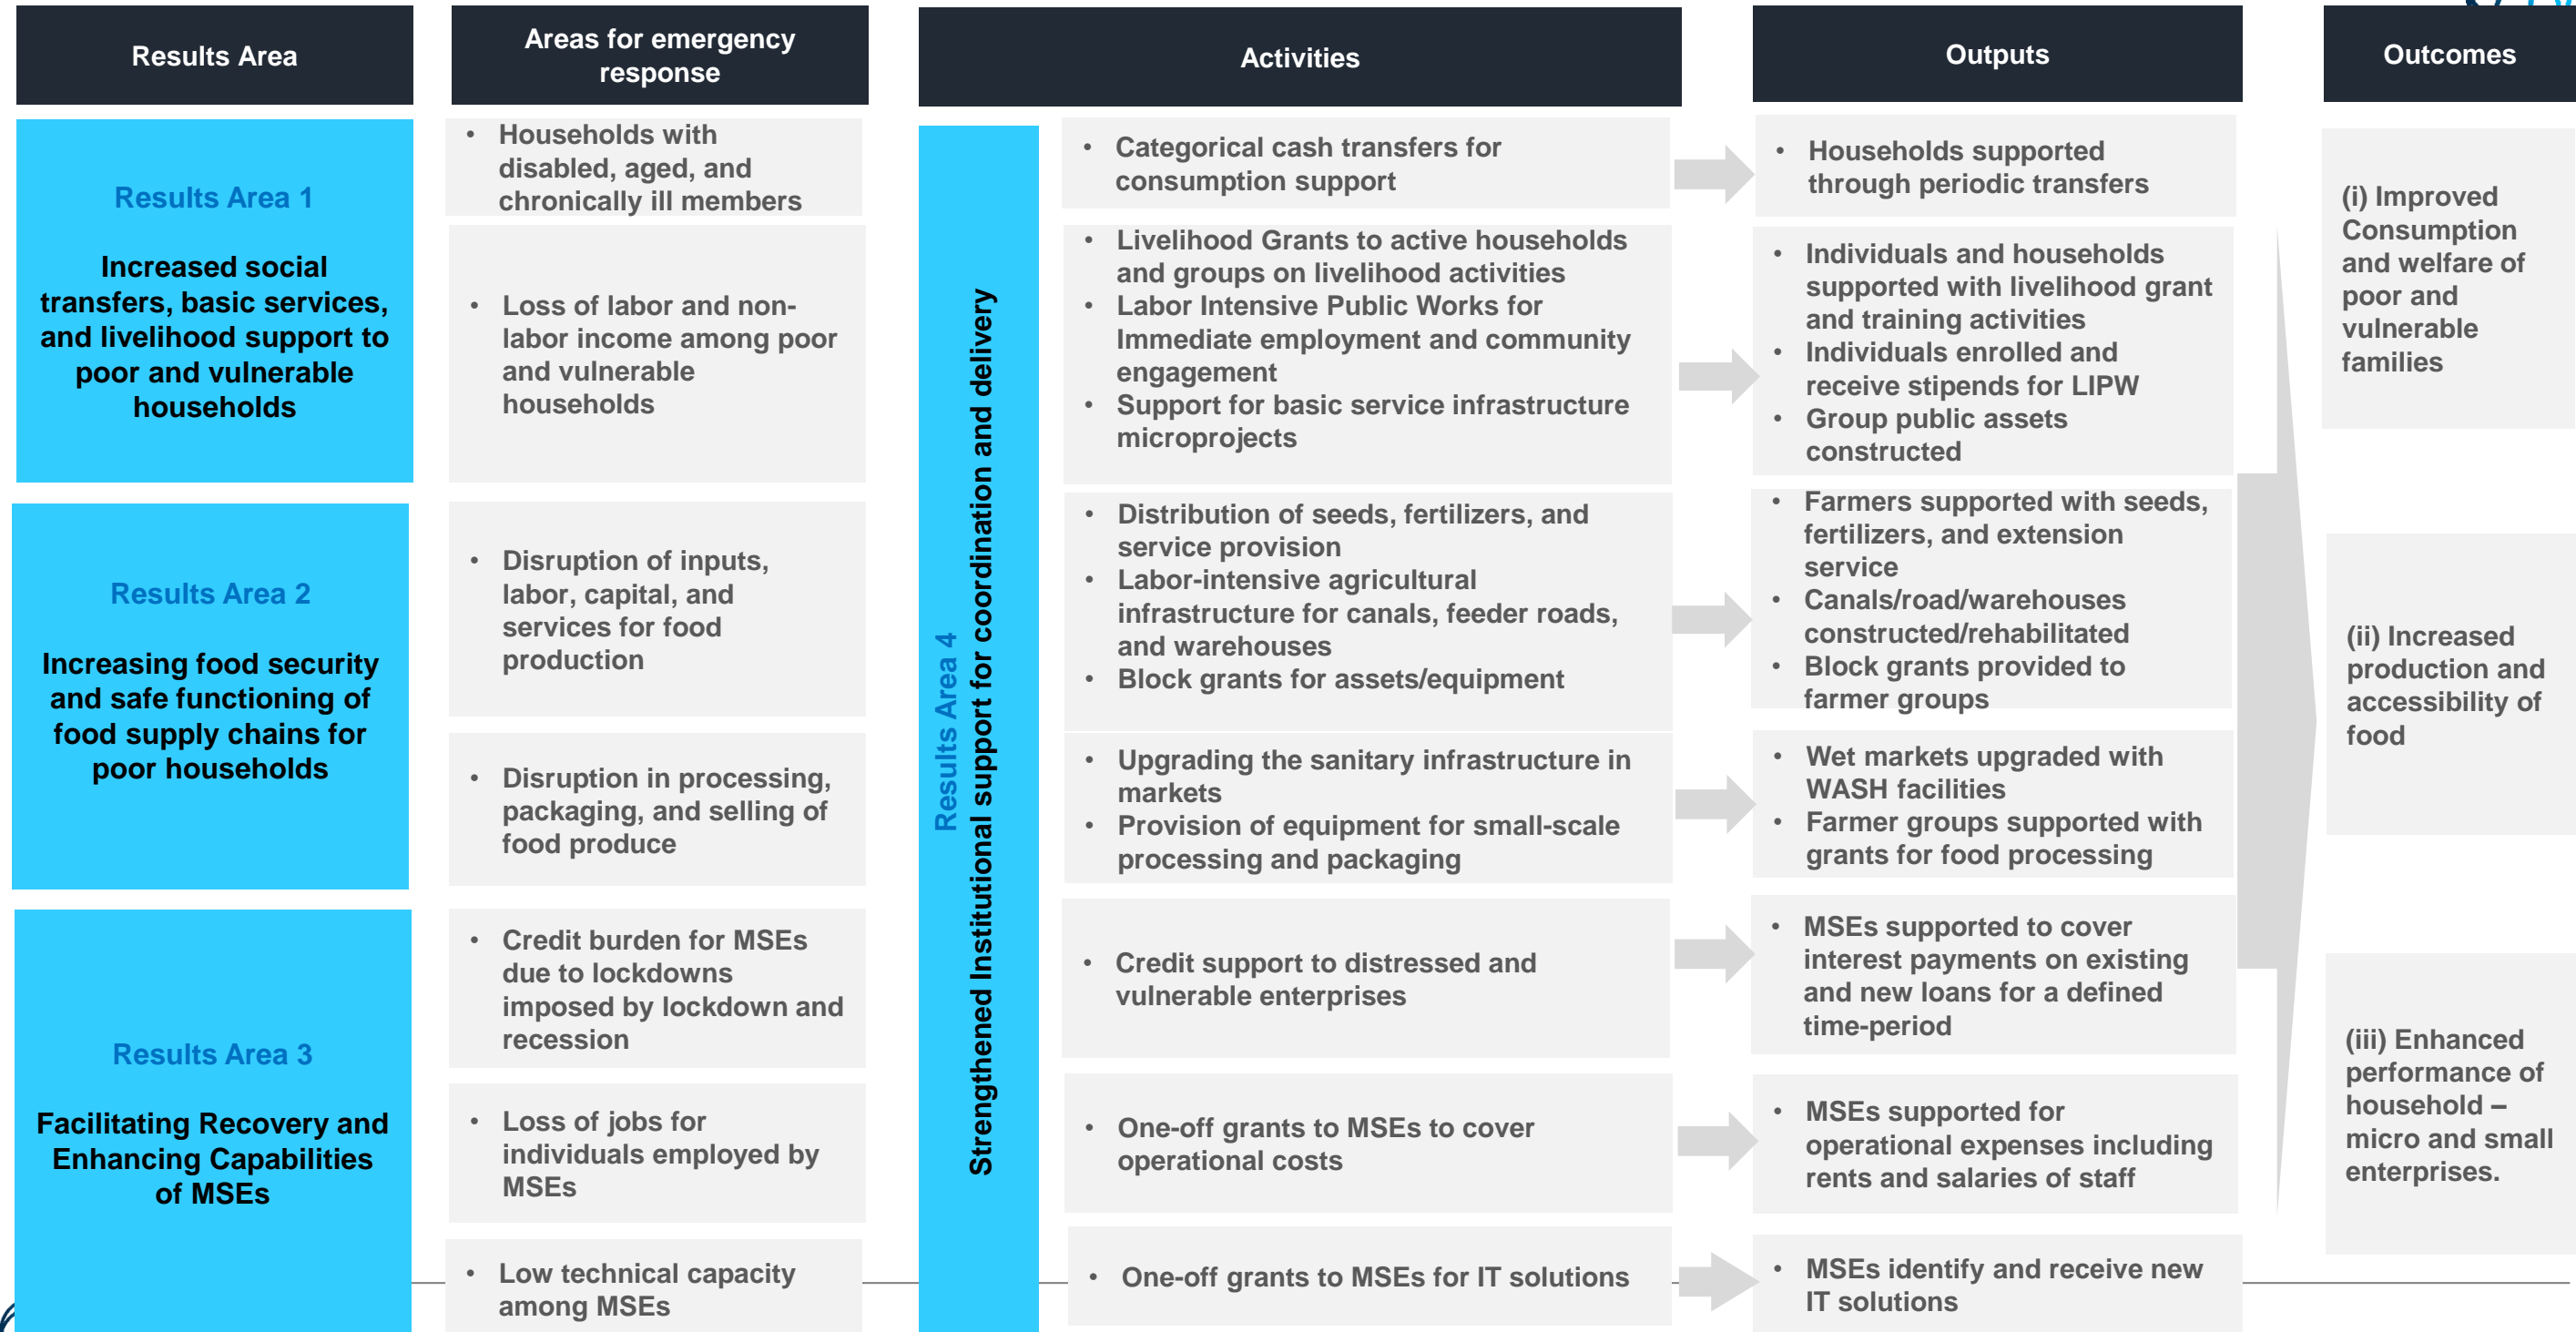 Results Area
Areas for emergency
response
Activities
Outputs
Outcomes
Results Area 1
Increased social
transfers, basic services,
and livelihood support to
poor and vulnerable
households
• Households with
disabled, aged, and
chronically ill members
• Loss of labor and non-
labor income among poor
and vulnerable
households
Results Area 2
Increasing food security
and safe functioning of
food supply chains for
poor households
• Disruption of inputs,
labor, capital, and
services for food
production
• Disruption in processing,
packaging, and selling of
food produce
Results Area 3
Facilitating Recovery and
Enhancing Capabilities
of MSEs
• Credit burden for MSEs
due to lockdowns
imposed by lockdown and
recession
• Loss of jobs for
individuals employed by
MSEs
• Low technical capacity
among MSEs
Results Area 4
Strengthened Institutional support for coordination and delivery
• Categorical cash transfers for
consumption support
• Livelihood Grants to active households
and groups on livelihood activities
• Labor Intensive Public Works for
Immediate employment and community
engagement
• Support for basic service infrastructure
microprojects
• Distribution of seeds, fertilizers, and
service provision
• Labor-intensive agricultural
infrastructure for canals, feeder roads,
and warehouses
• Block grants for assets/equipment
• Upgrading the sanitary infrastructure in
markets
• Provision of equipment for small-scale
processing and packaging
• Credit support to distressed and
vulnerable enterprises
• One-off grants to MSEs to cover
operational costs
• One-off grants to MSEs for IT solutions
• Households supported
through periodic transfers
• Individuals and households
supported with livelihood grant
and training activities
• Individuals enrolled and
receive stipends for LIPW
• Group public assets
constructed
• Farmers supported with seeds,
fertilizers, and extension
service
• Canals/road/warehouses
constructed/rehabilitated
• Block grants provided to
farmer groups
• Wet markets upgraded with
WASH facilities
• Farmer groups supported with
grants for food processing
• MSEs supported to cover
interest payments on existing
and new loans for a defined
time-period
• MSEs supported for
operational expenses including
rents and salaries of staff
• MSEs identify and receive new
IT solutions
(i) Improved
Consumption
and welfare of
poor and
vulnerable
families
(ii) Increased
production and
accessibility of
food
(iii) Enhanced
performance of
household –
micro and small
enterprises.